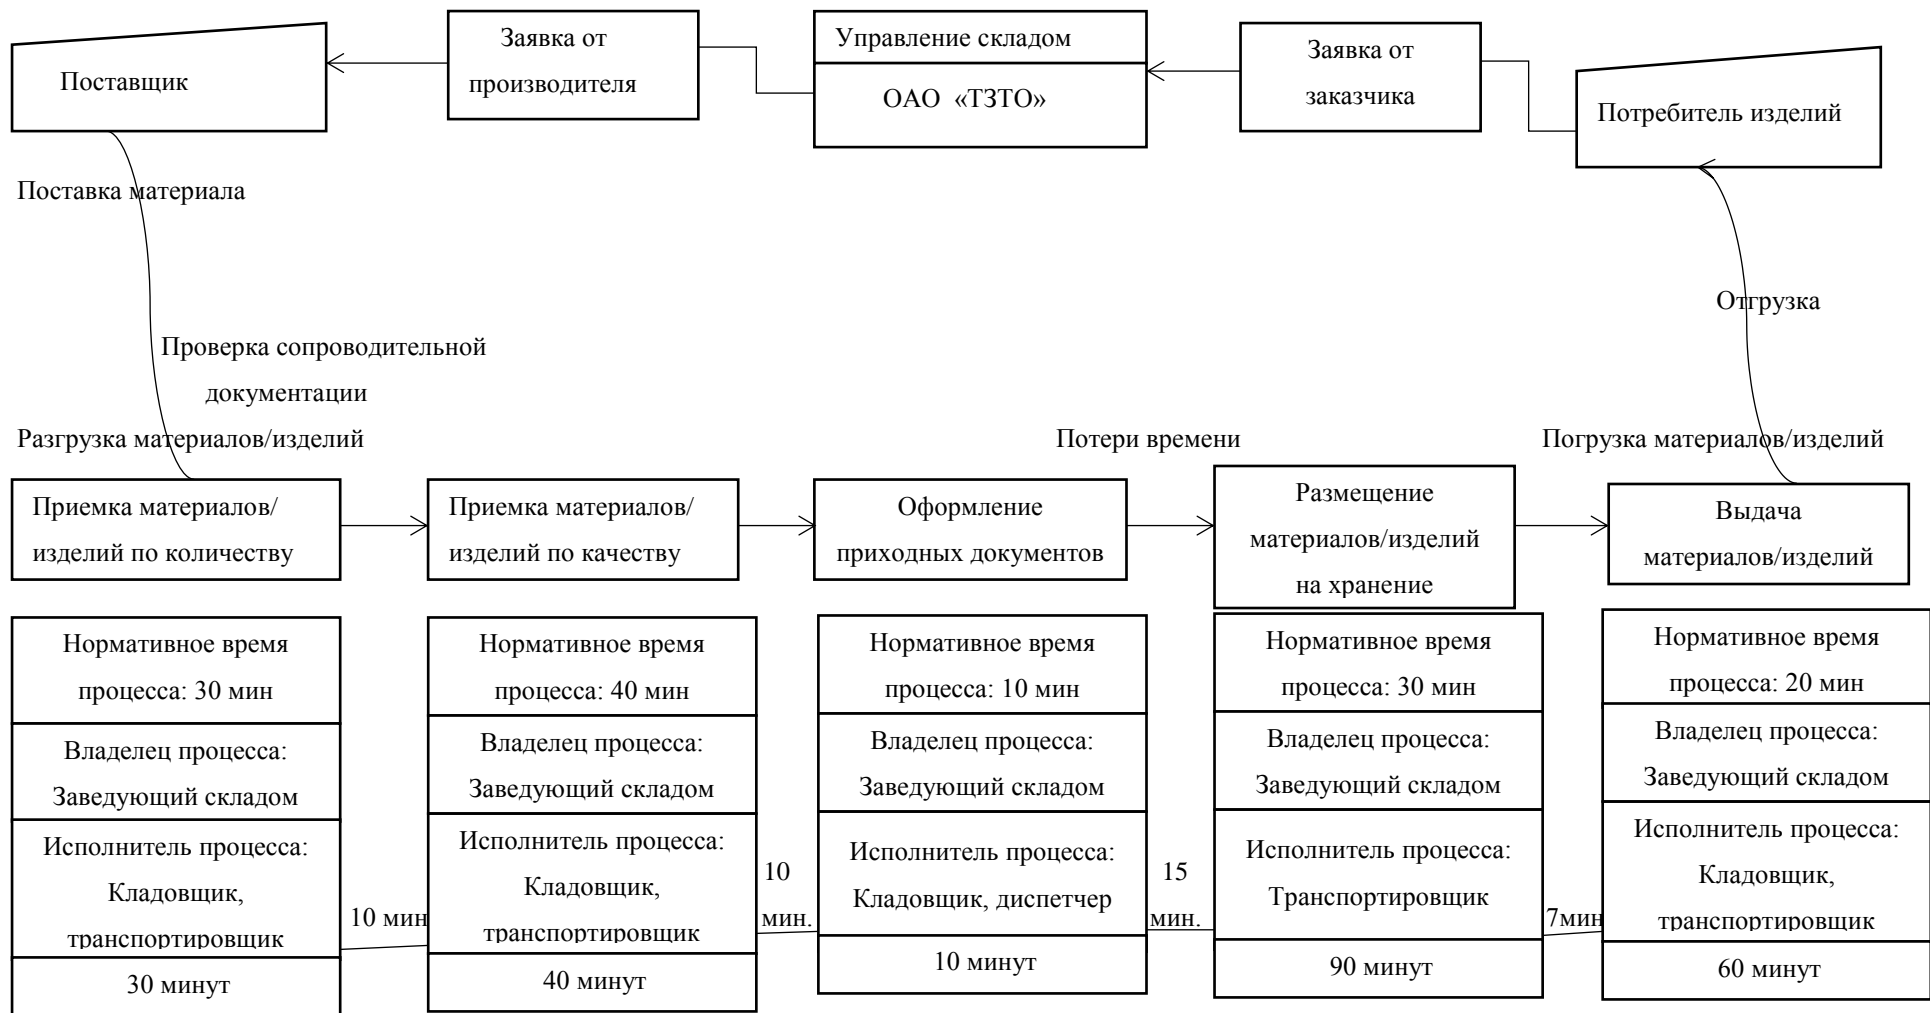 Поставщик
Заявка от
производителя
Управление складом
ОАО «ТЗТО»
Заявка от
заказчика
Потребитель изделий
Поставка материала
Отгрузка
Проверка сопроводительной
документации
Разгрузка материалов/изделий
Потери времени
Погрузка материалов/изделий
Приемка материалов/
изделий по количеству
Приемка материалов/
изделий по качеству
Оформление
приходных документов
Размещение
материалов/изделий
на хранение
Выдача
материалов/изделий
Нормативное время
процесса: 30 мин
Владелец процесса:
Заведующий складом
Исполнитель процесса:
Кладовщик,
транспортировщик
30 минут
10 мин
Нормативное время
процесса: 40 мин
Владелец процесса:
Заведующий складом
Исполнитель процесса:
Кладовщик,
транспортировщик
40 минут
10
мин.
Нормативное время
процесса: 10 мин
Владелец процесса:
Заведующий складом
Исполнитель процесса:
Кладовщик, диспетчер
10 минут
15
мин.
Нормативное время
процесса: 30 мин
Владелец процесса:
Заведующий складом
Исполнитель процесса:
Транспортировщик
90 минут
7мин
Нормативное время
процесса: 20 мин
Владелец процесса:
Заведующий складом
Исполнитель процесса:
Кладовщик,
транспортировщик
60 минут